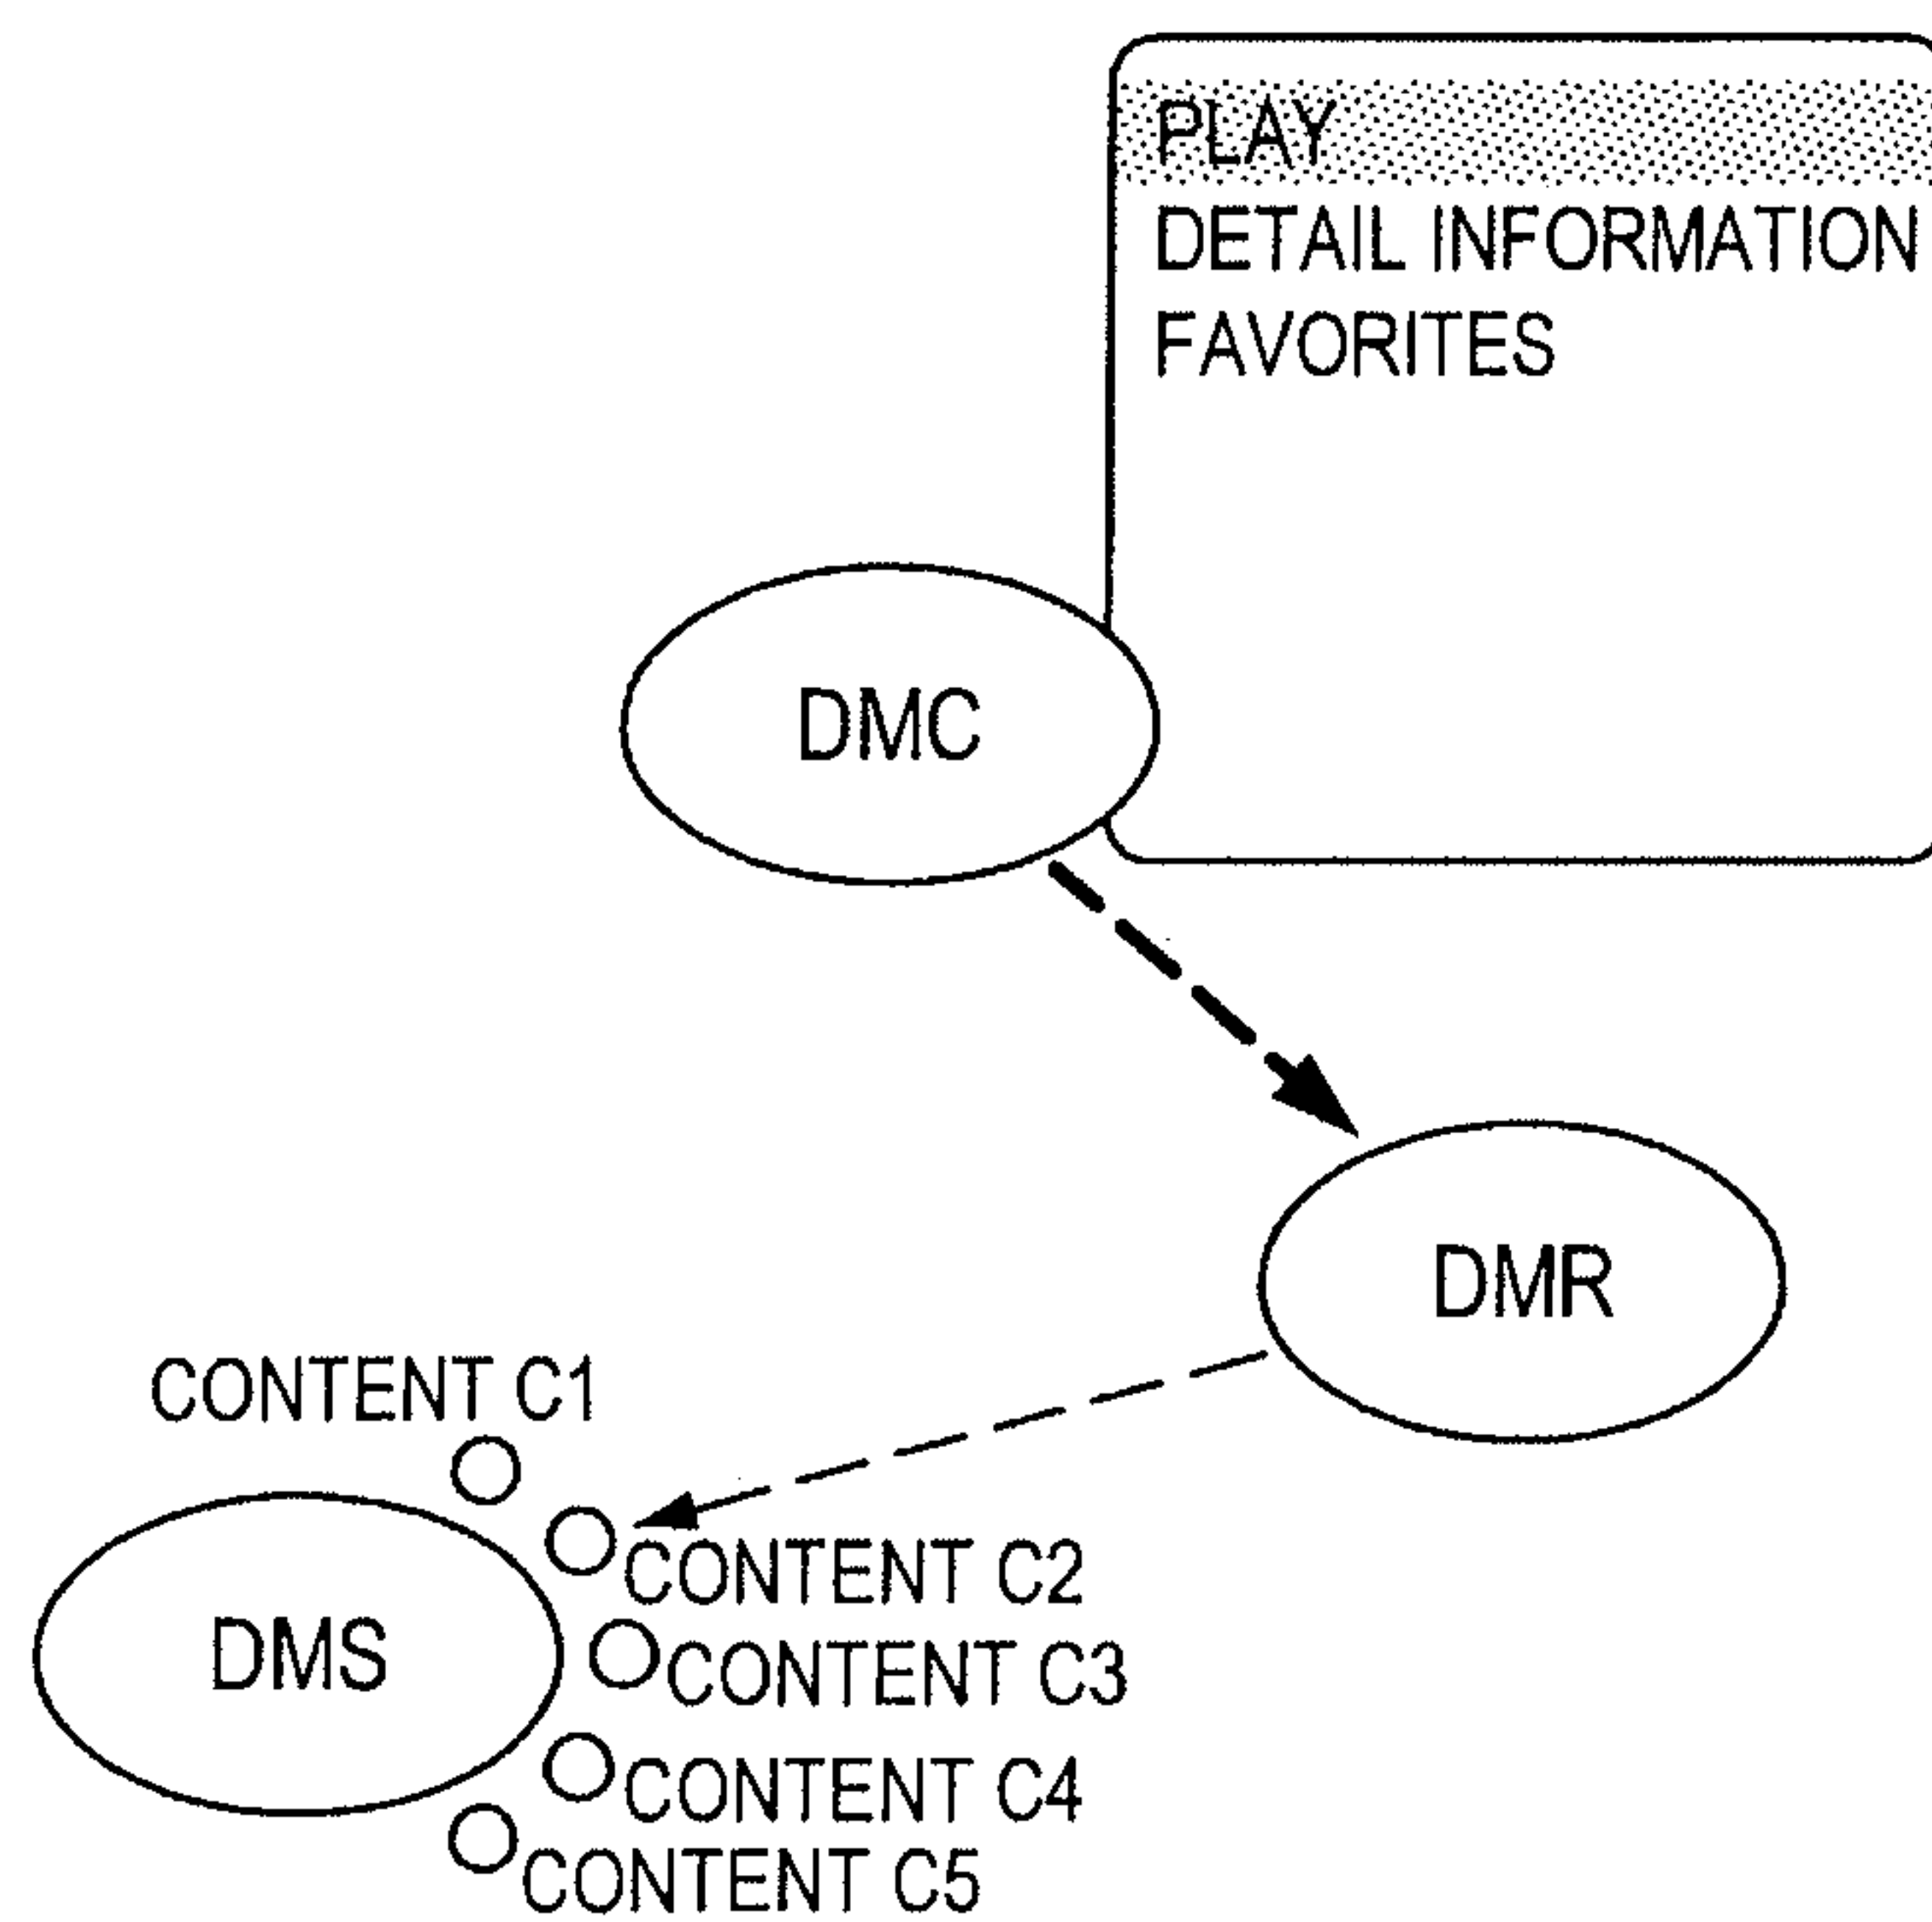 PLAY
DETAIL INFORMATION
FAVORITES
DMC
DMR
CONTENT C1
CONTENT C2
DMS
CONTENT C3
CONTENT C4
CONTENT C5